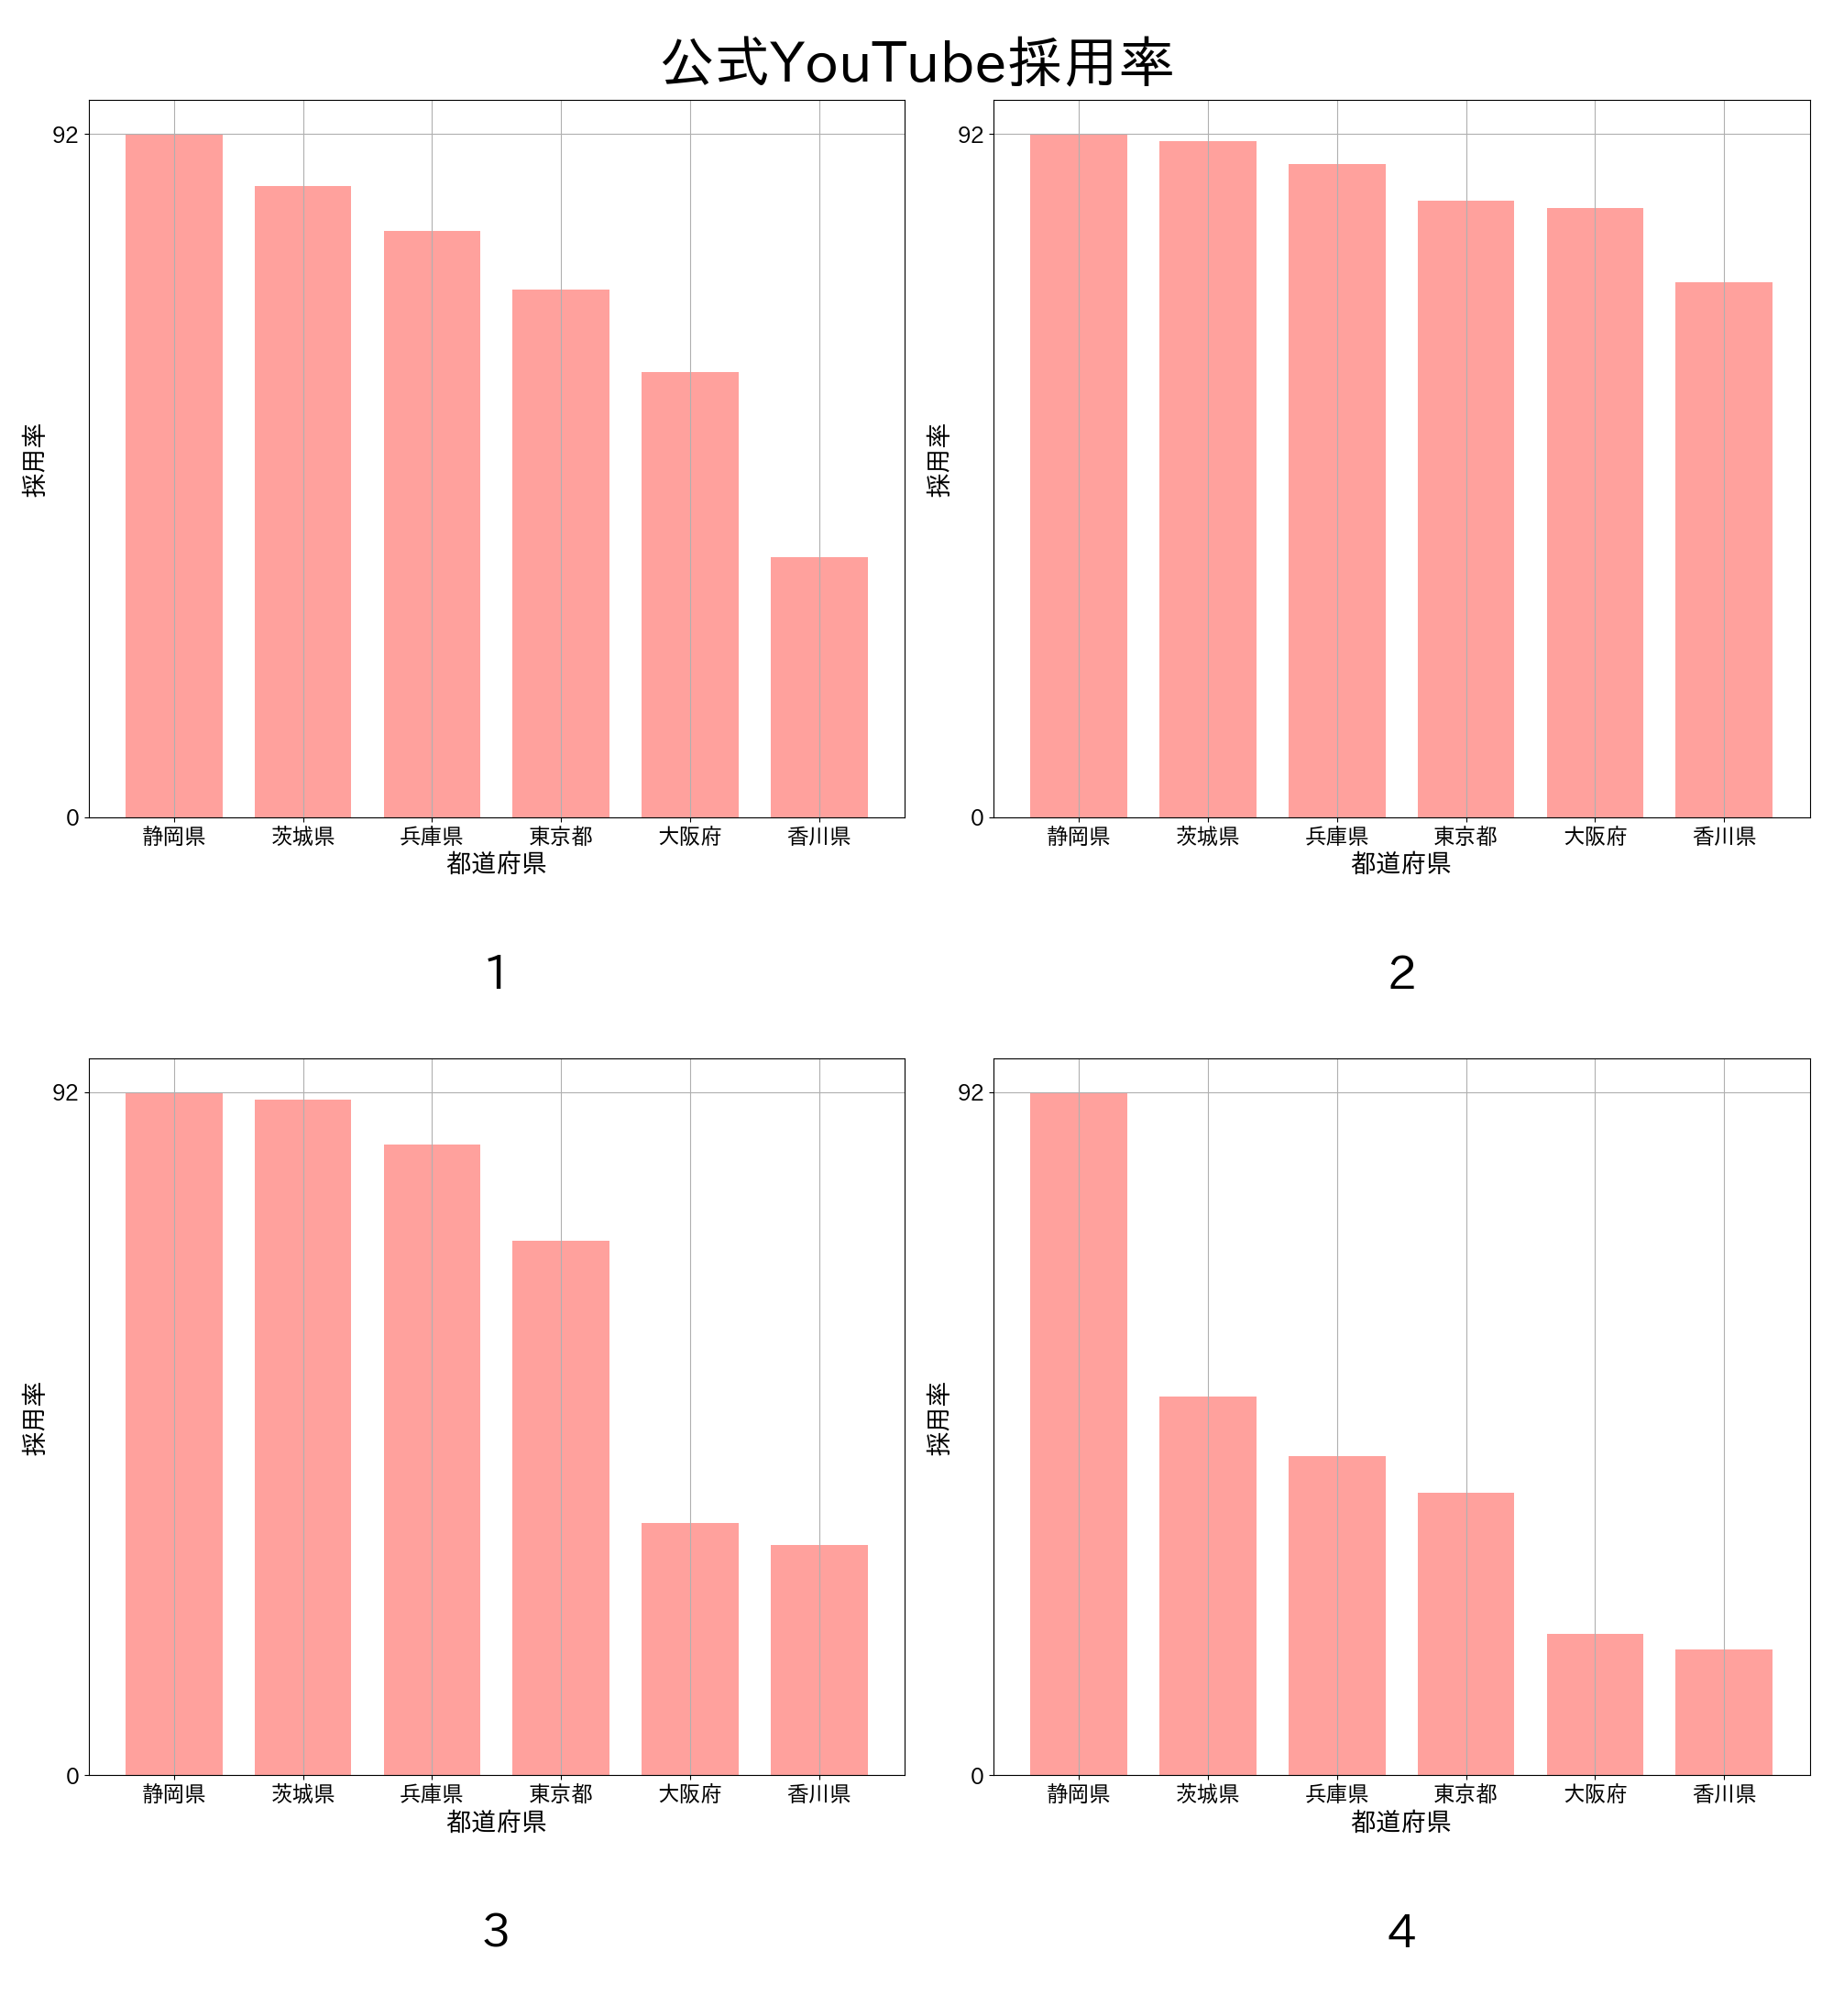 公式YouTube採用率
92
0
採用率
静岡県 茨城県 兵庫県 東京都 大阪府 香川県
都道府県
1
92
0
採用率
静岡県 茨城県 兵庫県 東京都 大阪府 香川県
都道府県
2
92
0
採用率
静岡県 茨城県 兵庫県 東京都 大阪府 香川県
都道府県
3
92
0
採用率
静岡県 茨城県 兵庫県 東京都 大阪府 香川県
都道府県
4